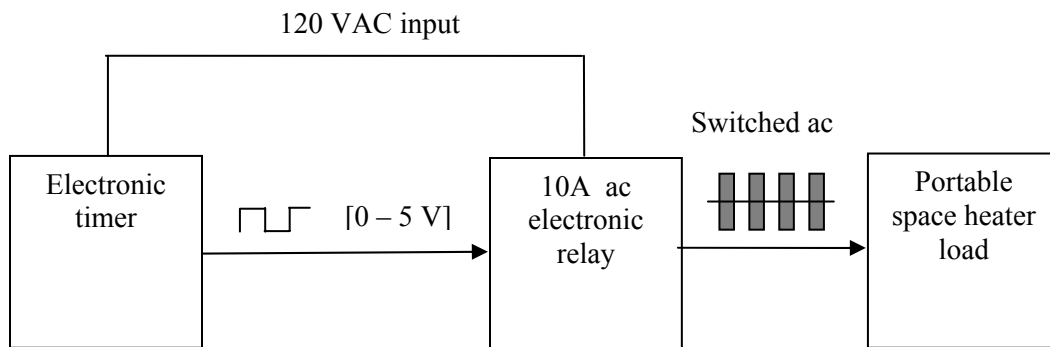 120 VAC input
Switched ac
Electronic
timer
⌈0 – 5 V⌉
10A ac
electronic
relay
Portable
space heater
load